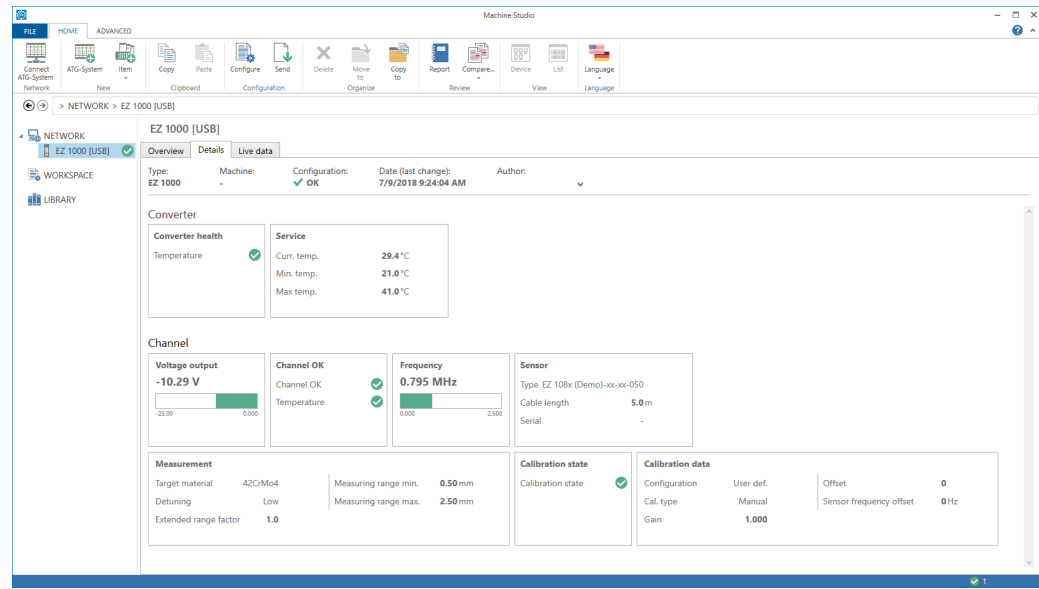 Machine Studio
FILE HOME ADVANCED
Connect ATG-System
ATG-System
Item
Copy
Paste
Configure
Send
Delete
Move to
Copy to
Report
Compare...
Device
List
Language
Network New Clipboard Configuration Organize Review View Language
> NETWORK > EZ 1000 [USB]
NETWORK
EZ 1000 [USB]
WORKSPACE
LIBRARY
EZ 1000 [USB]
Overview Details Live data
Type: Machine: Configuration: Date (last change): Author:
EZ 1000 - OK 7/9/2018 9:24:04 AM
Converter
Converter health
Temperature
Service
Curr. temp. 29.4 °C
Min. temp. 21.0 °C
Max temp. 41.0 °C
Channel
Voltage output
-10.29 V
-25.00 0.000
Channel OK
Channel OK
Temperature
Frequency
0.795 MHz
0.000 2.500
Sensor
Type EZ 108x (Demo)-xx-xx-050
Cable length 5.0 m
Serial -
Measurement
Target material 42CrMo4
Detuning Low
Extended range factor 1.0
Measuring range min. 0.50 mm
Measuring range max. 2.50 mm
Calibration state
Calibration state
Calibration data
Configuration User def.
Cal. type Manual
Gain 1.000
Offset 0
Sensor frequency offset 0 Hz
1